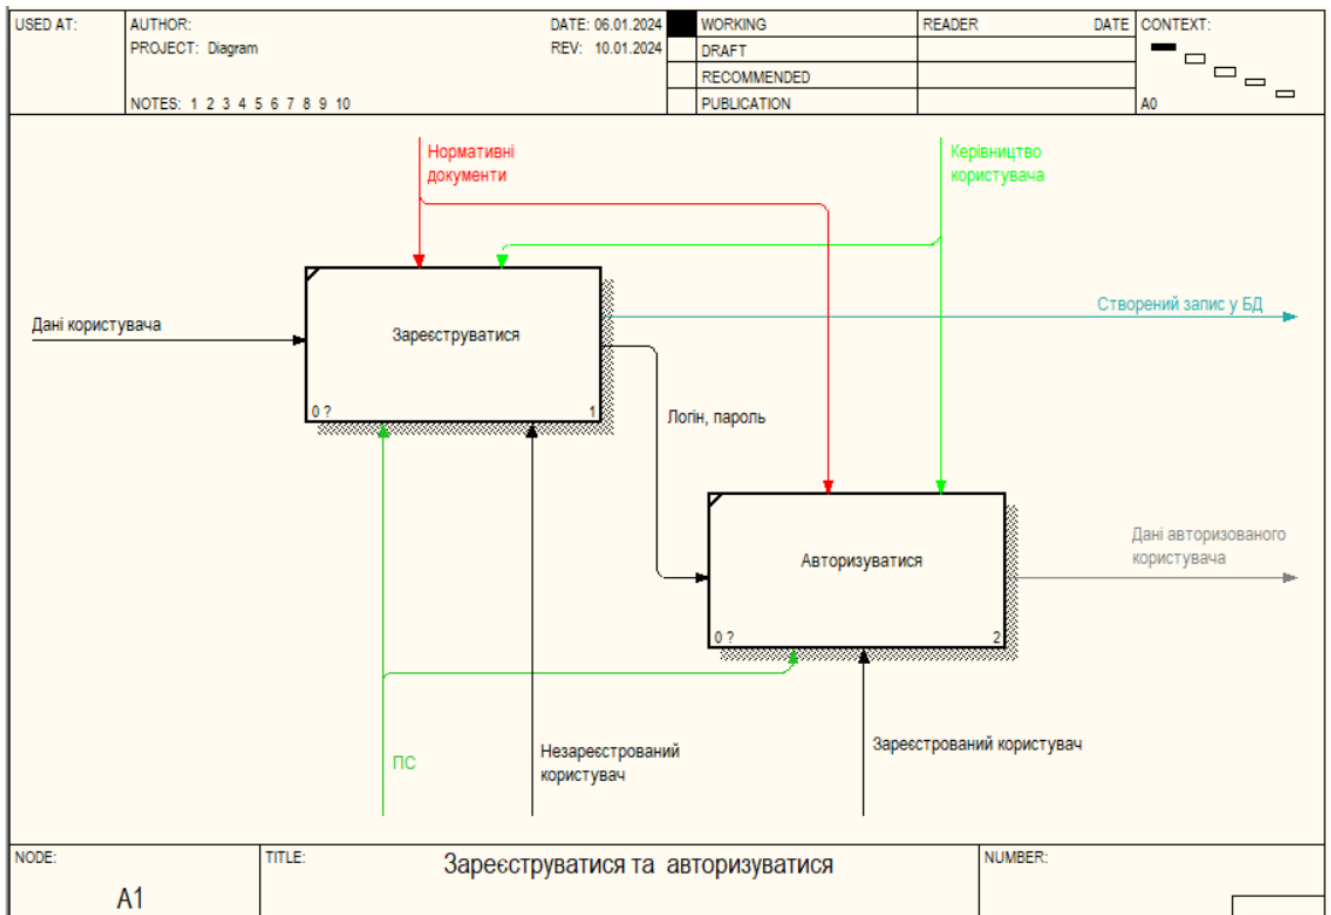 USED AT:
AUTHOR:
DATE: 06.01.2024
WORKING
READER
DATE
CONTEXT:
PROJECT: Diagram
REV: 10.01.2024
DRAFT
RECOMMENDED
NOTES: 1 2 3 4 5 6 7 8 9 10
PUBLICATION
A0
Нормативні
документи
Керівництво
користувача
Створений запис у БД
Дані користувача
Зареєструватися
0 ?
1
Логін, пароль
Дані авторизованого
користувача
Авторизуватися
0 ?
2
ПС
Незареєстрований
користувач
Зареєстрований користувач
NODE:
TITLE:
Зареєструватися та авторизуватися
NUMBER:
A1